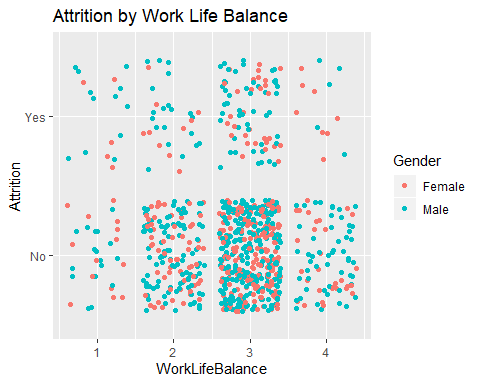 Attrition by Work Life Balance
Attrition
Yes
No
1 2 3 4
WorkLifeBalance
Gender
Female
Male